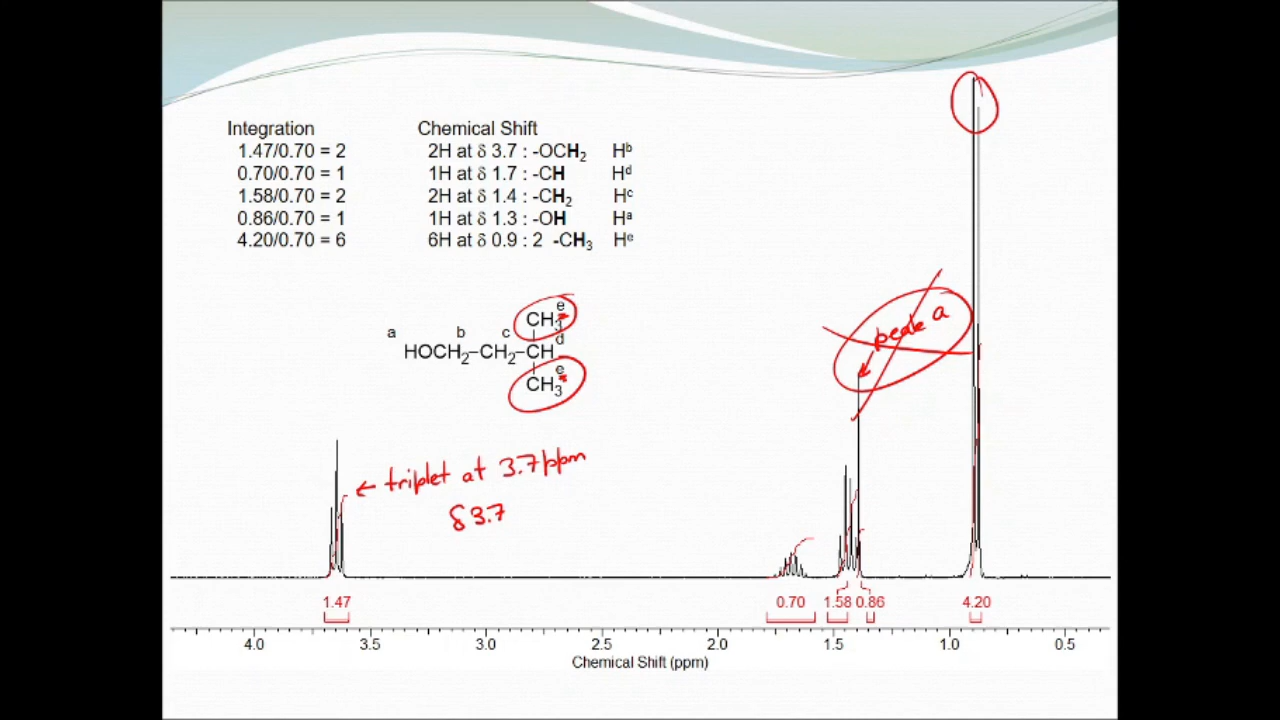 Integration Chemical Shift
1.47/0.70 = 2 2H at δ 3.7 : -OCH₂ Hᵇ
0.70/0.70 = 1 1H at δ 1.7 : -CH Hᵈ
1.58/0.70 = 2 2H at δ 1.4 : -CH₂ Hᶜ
0.86/0.70 = 1 1H at δ 1.3 : -OH Hᵃ
4.20/0.70 = 6 6H at δ 0.9 : 2 -CH₃ Hᵉ
e
CH₃
a b c d
HOCH₂–CH₂–CH
e
CH₃
peak a
← triplet at 3.7 ppm
δ 3.7
1.47 0.70 1.58 0.86 4.20
4.0 3.5 3.0 2.5 2.0 1.5 1.0 0.5
Chemical Shift (ppm)